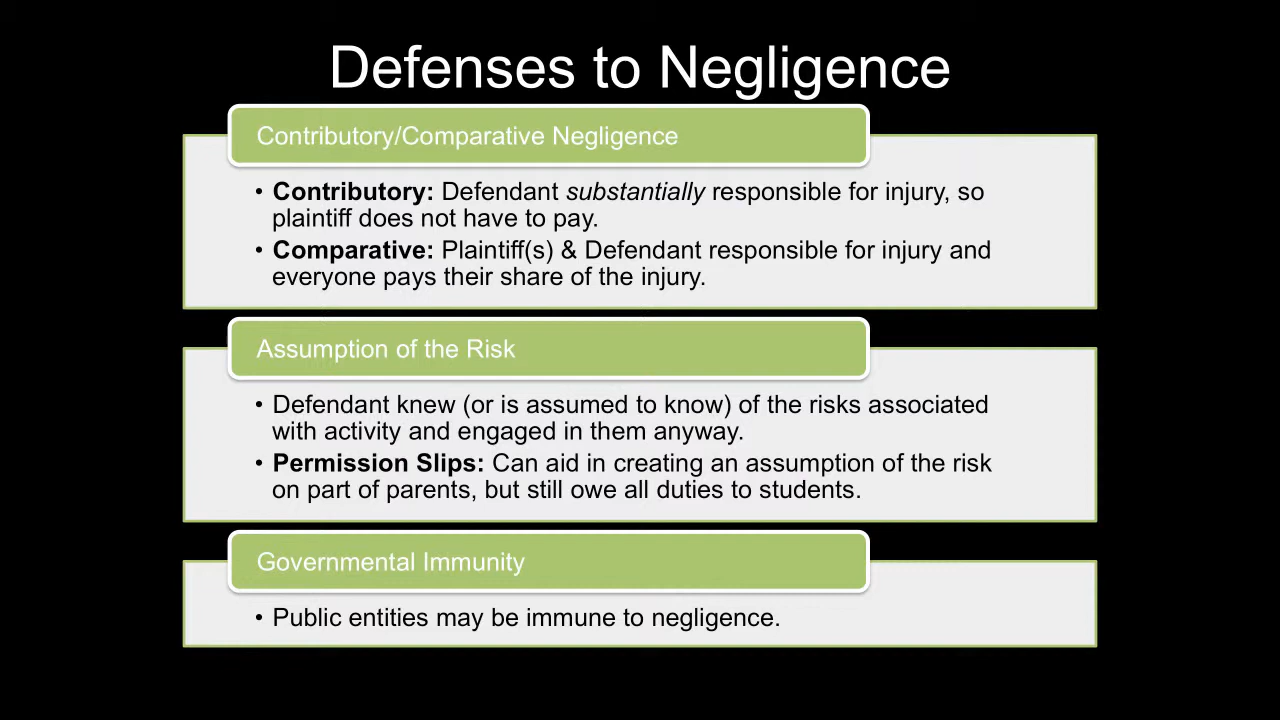 Defenses to Negligence
Contributory/Comparative Negligence
• Contributory: Defendant substantially responsible for injury, so
plaintiff does not have to pay.
• Comparative: Plaintiff(s) & Defendant responsible for injury and
everyone pays their share of the injury.
Assumption of the Risk
• Defendant knew (or is assumed to know) of the risks associated
with activity and engaged in them anyway.
• Permission Slips: Can aid in creating an assumption of the risk
on part of parents, but still owe all duties to students.
Governmental Immunity
• Public entities may be immune to negligence.